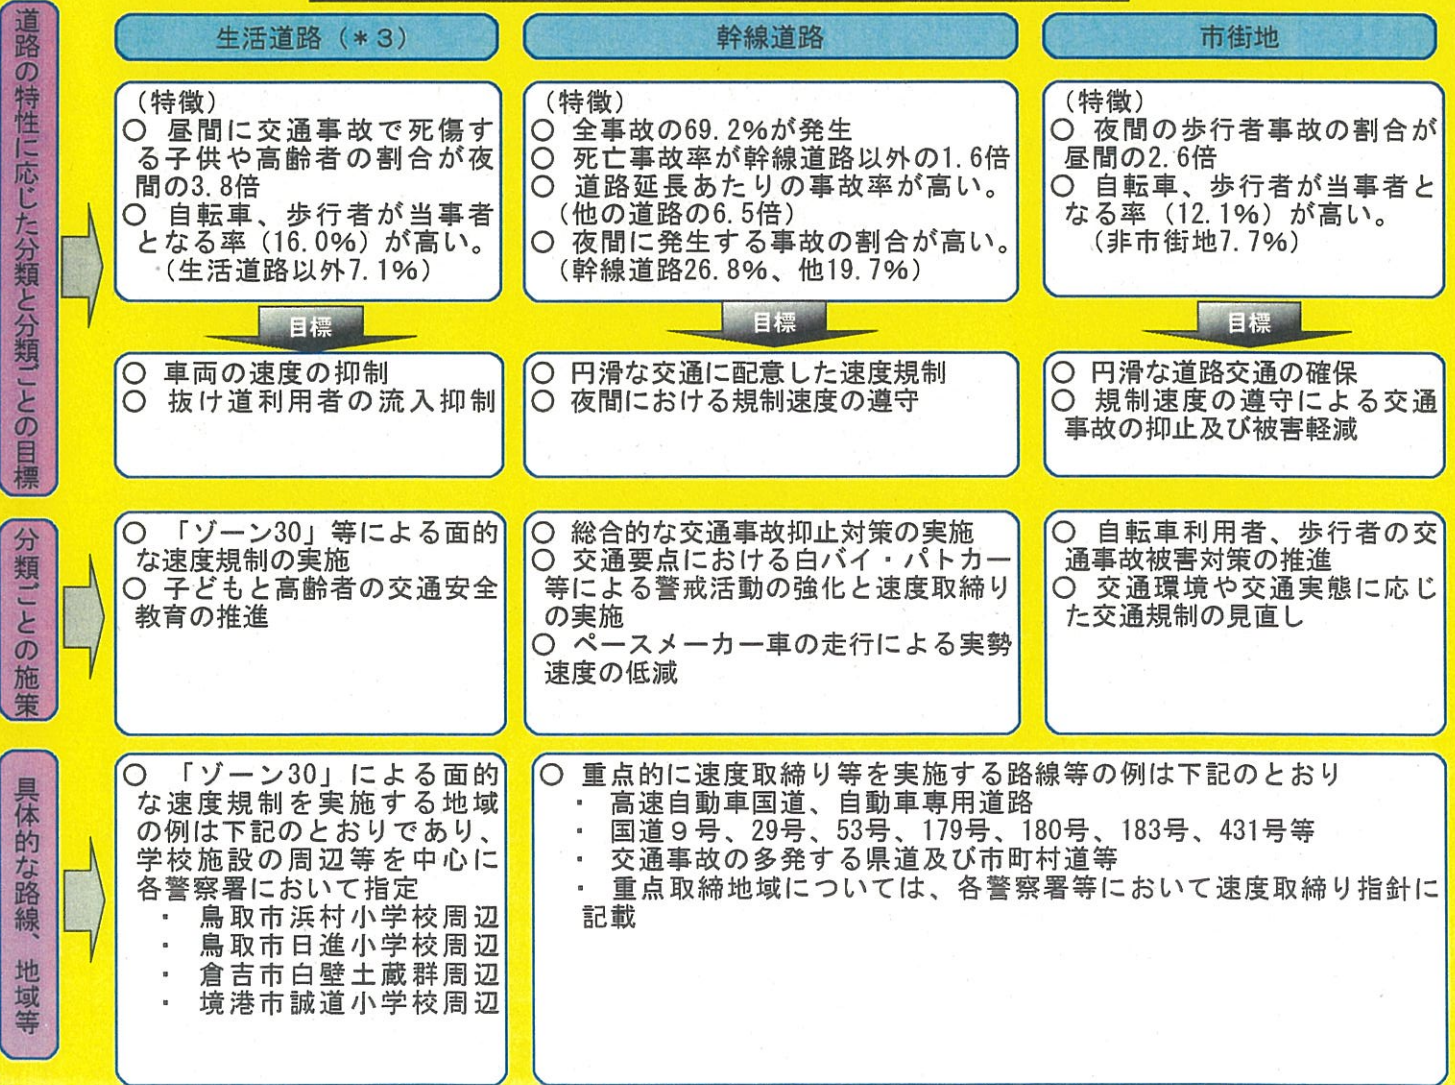 道路の特性に応じた分類と分類ごとの目標
生活道路（＊３）
幹線道路
市街地
（特徴）
○ 昼間に交通事故で死傷す
る子供や高齢者の割合が夜
間の3.8倍
○ 自転車、歩行者が当事者
となる率（16.0%）が高い。
（生活道路以外7.1%）
（特徴）
○ 全事故の69.2%が発生
○ 死亡事故率が幹線道路以外の1.6倍
○ 道路延長あたりの事故率が高い。
（他の道路の6.5倍）
○ 夜間に発生する事故の割合が高い。
（幹線道路26.8%、他19.7%）
（特徴）
○ 夜間の歩行者事故の割合が
昼間の2.6倍
○ 自転車、歩行者が当事者と
なる率（12.1%）が高い。
（非市街地7.7%）
目標
目標
目標
○ 車両の速度の抑制
○ 抜け道利用者の流入抑制
○ 円滑な交通に配意した速度規制
○ 夜間における規制速度の遵守
○ 円滑な道路交通の確保
○ 規制速度の遵守による交通
事故の抑止及び被害軽減
分類ごとの施策
○ 「ゾーン30」等による面的
な速度規制の実施
○ 子どもと高齢者の交通安全
教育の推進
○ 総合的な交通事故抑止対策の実施
○ 交通要点における白バイ・パトカー
等による警戒活動の強化と速度取締り
の実施
○ ペースメーカー車の走行による実勢
速度の低減
○ 自転車利用者、歩行者の交
通事故被害対策の推進
○ 交通環境や交通実態に応じ
た交通規制の見直し
具体的な路線、地域等
○ 「ゾーン30」による面的
な速度規制を実施する地域
の例は下記のとおりであり、
学校施設の周辺等を中心に
各警察署において指定
・ 鳥取市浜村小学校周辺
・ 鳥取市日進小学校周辺
・ 倉吉市白壁土蔵群周辺
・ 境港市誠道小学校周辺
○ 重点的に速度取締り等を実施する路線等の例は下記のとおり
・ 高速自動車国道、自動車専用道路
・ 国道９号、29号、53号、179号、180号、183号、431号等
・ 交通事故の多発する県道及び市町村道等
・ 重点取締地域については、各警察署等において速度取締り指針に
記載